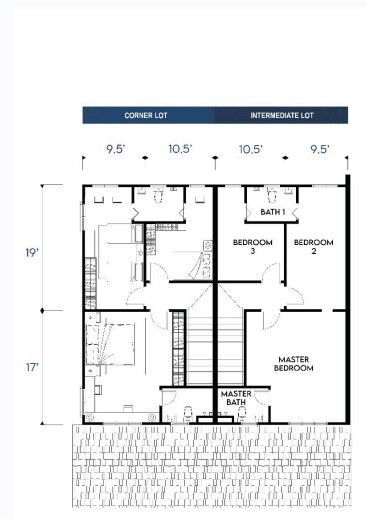 CORNER LOT INTERMEDIATE LOT
9.5' 10.5' 10.5' 9.5'
BATH 1
BEDROOM 3
BEDROOM 2
19'
17'
MASTER
BEDROOM
MASTER
BATH